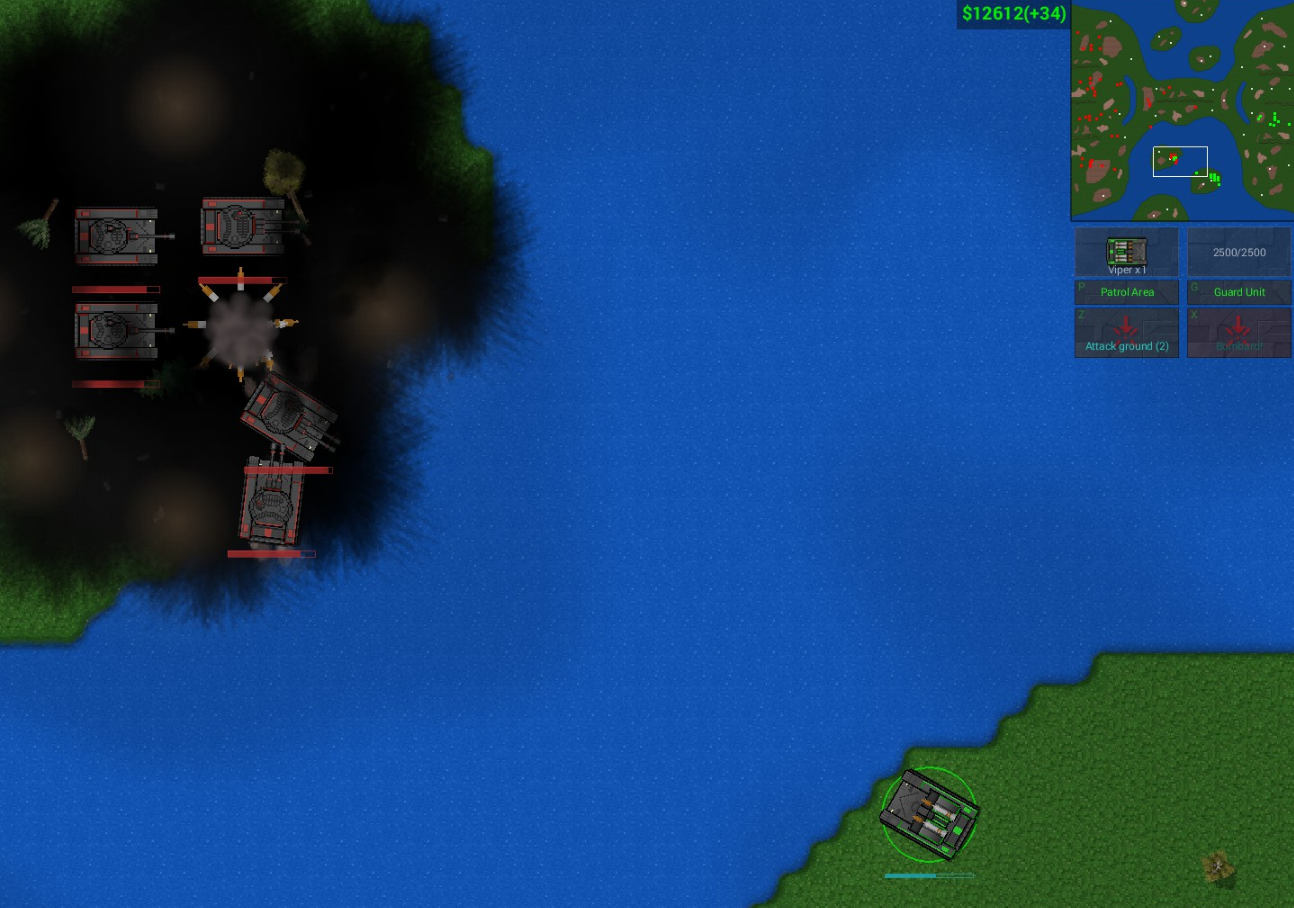 $12612(+34)
Viper x 1
2500/2500
P
Patrol Area
G
Guard Unit
Z
Attack ground (2)
X
Bombard!